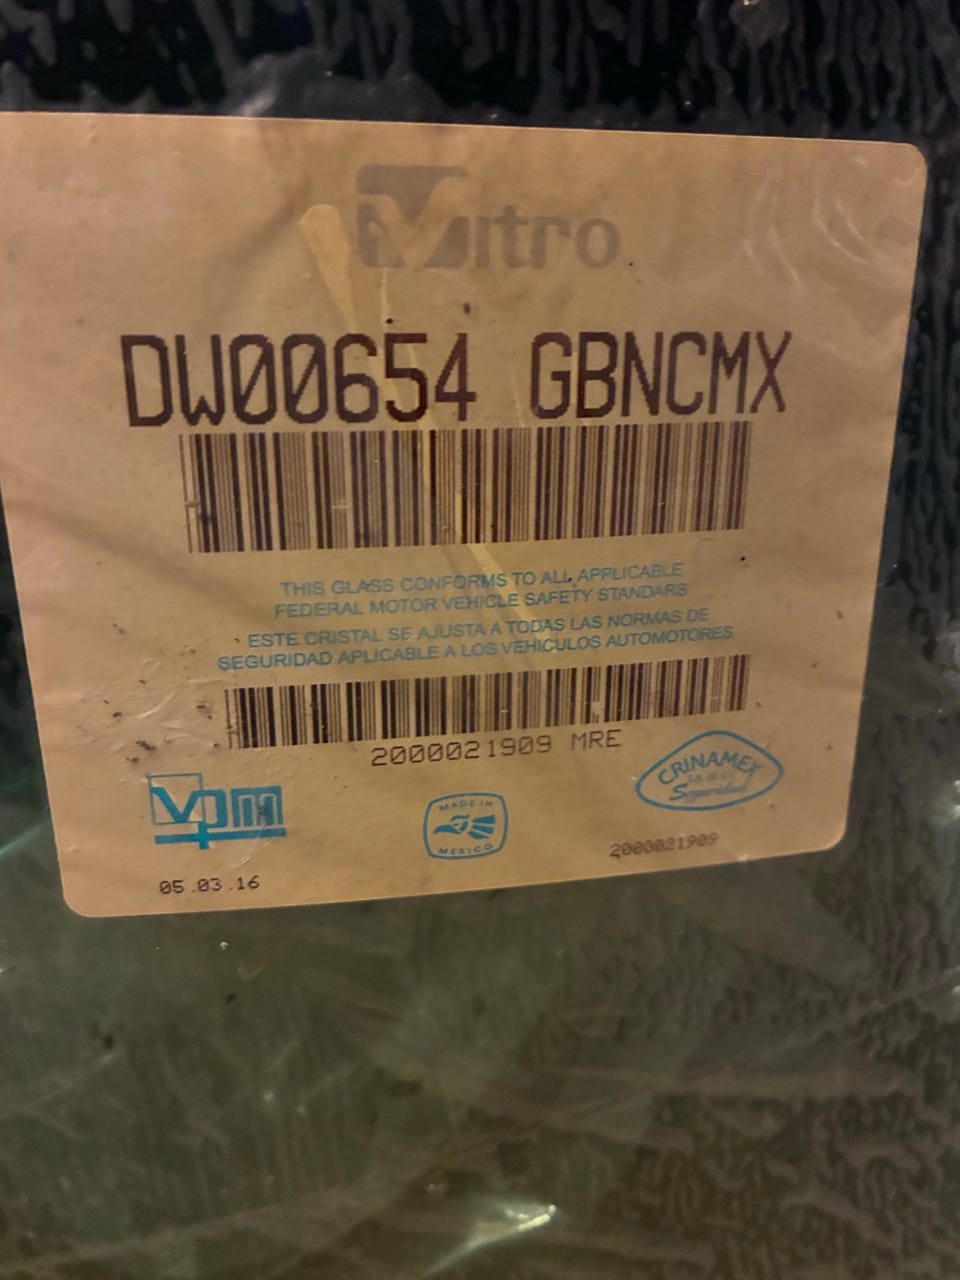 Vitro
DW00654 GBNCMX
THIS GLASS CONFORMS TO ALL APPLICABLE
FEDERAL MOTOR VEHICLE SAFETY STANDARS
ESTE CRISTAL SE AJUSTA A TODAS LAS NORMAS DE
SEGURIDAD APLICABLE A LOS VEHICULOS AUTOMOTORES
2000021909 MRE
CRINAMEX
S.A. DE C.V.
Seguridad
VPM
MADE IN
MEXICO
2000021909
05.03.16